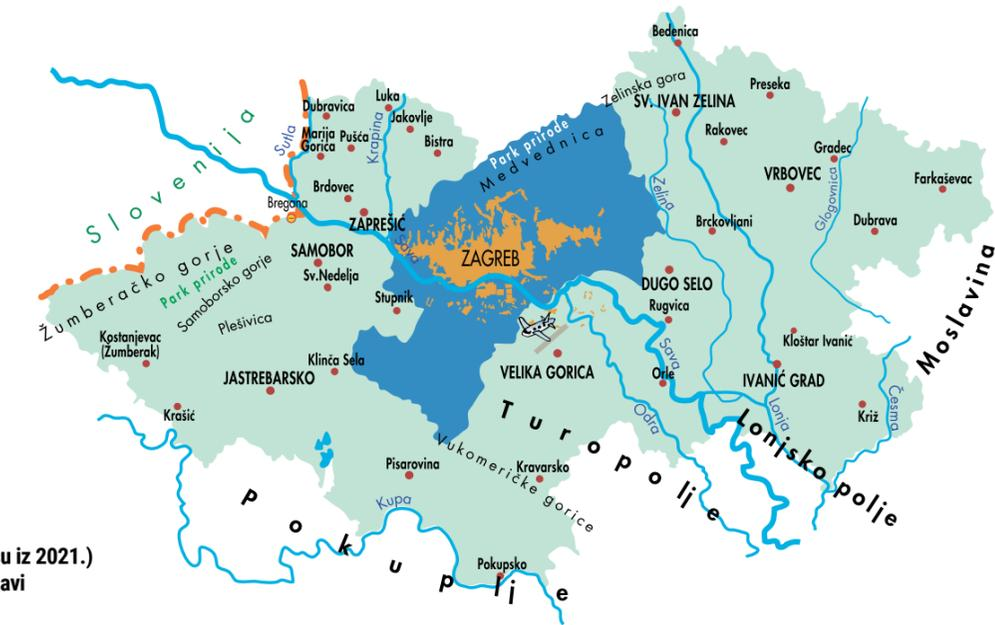 Bedenica
Zelinska gora
Preseka
SV. IVAN ZELINA
Luka
Dubravica
Jakovlje
Sutla
Marija
Gorica
Pušća
Krapina
Bistra
Rakovec
Gradec
Park prirode
Medvednica
Slovenija
VRBOVEC
Farkaševac
Brdovec
Zelina
Glogovnica
Bregana
ZAPREŠIĆ
Brckovljani
Dubrava
Sava
SAMOBOR
ZAGREB
Žumberačko gorje
Park prirode
Samoborsko gorje
Sv.Nedelja
DUGO SELO
Stupnik
Rugvica
Moslavina
Plešivica
Kostanjevac
(Žumberak)
Kloštar Ivanić
Klinča Sela
Sava
VELIKA GORICA
Orle
JASTREBARSKO
IVANIĆ GRAD
Česma
Krašić
Križ
Turopolje
Odra
Lonja
Lonjsko polje
Vukomeričke gorice
Pisarovina
Kravarsko
Kupa
Pokuplje
Pokupsko
u iz 2021.)
avi